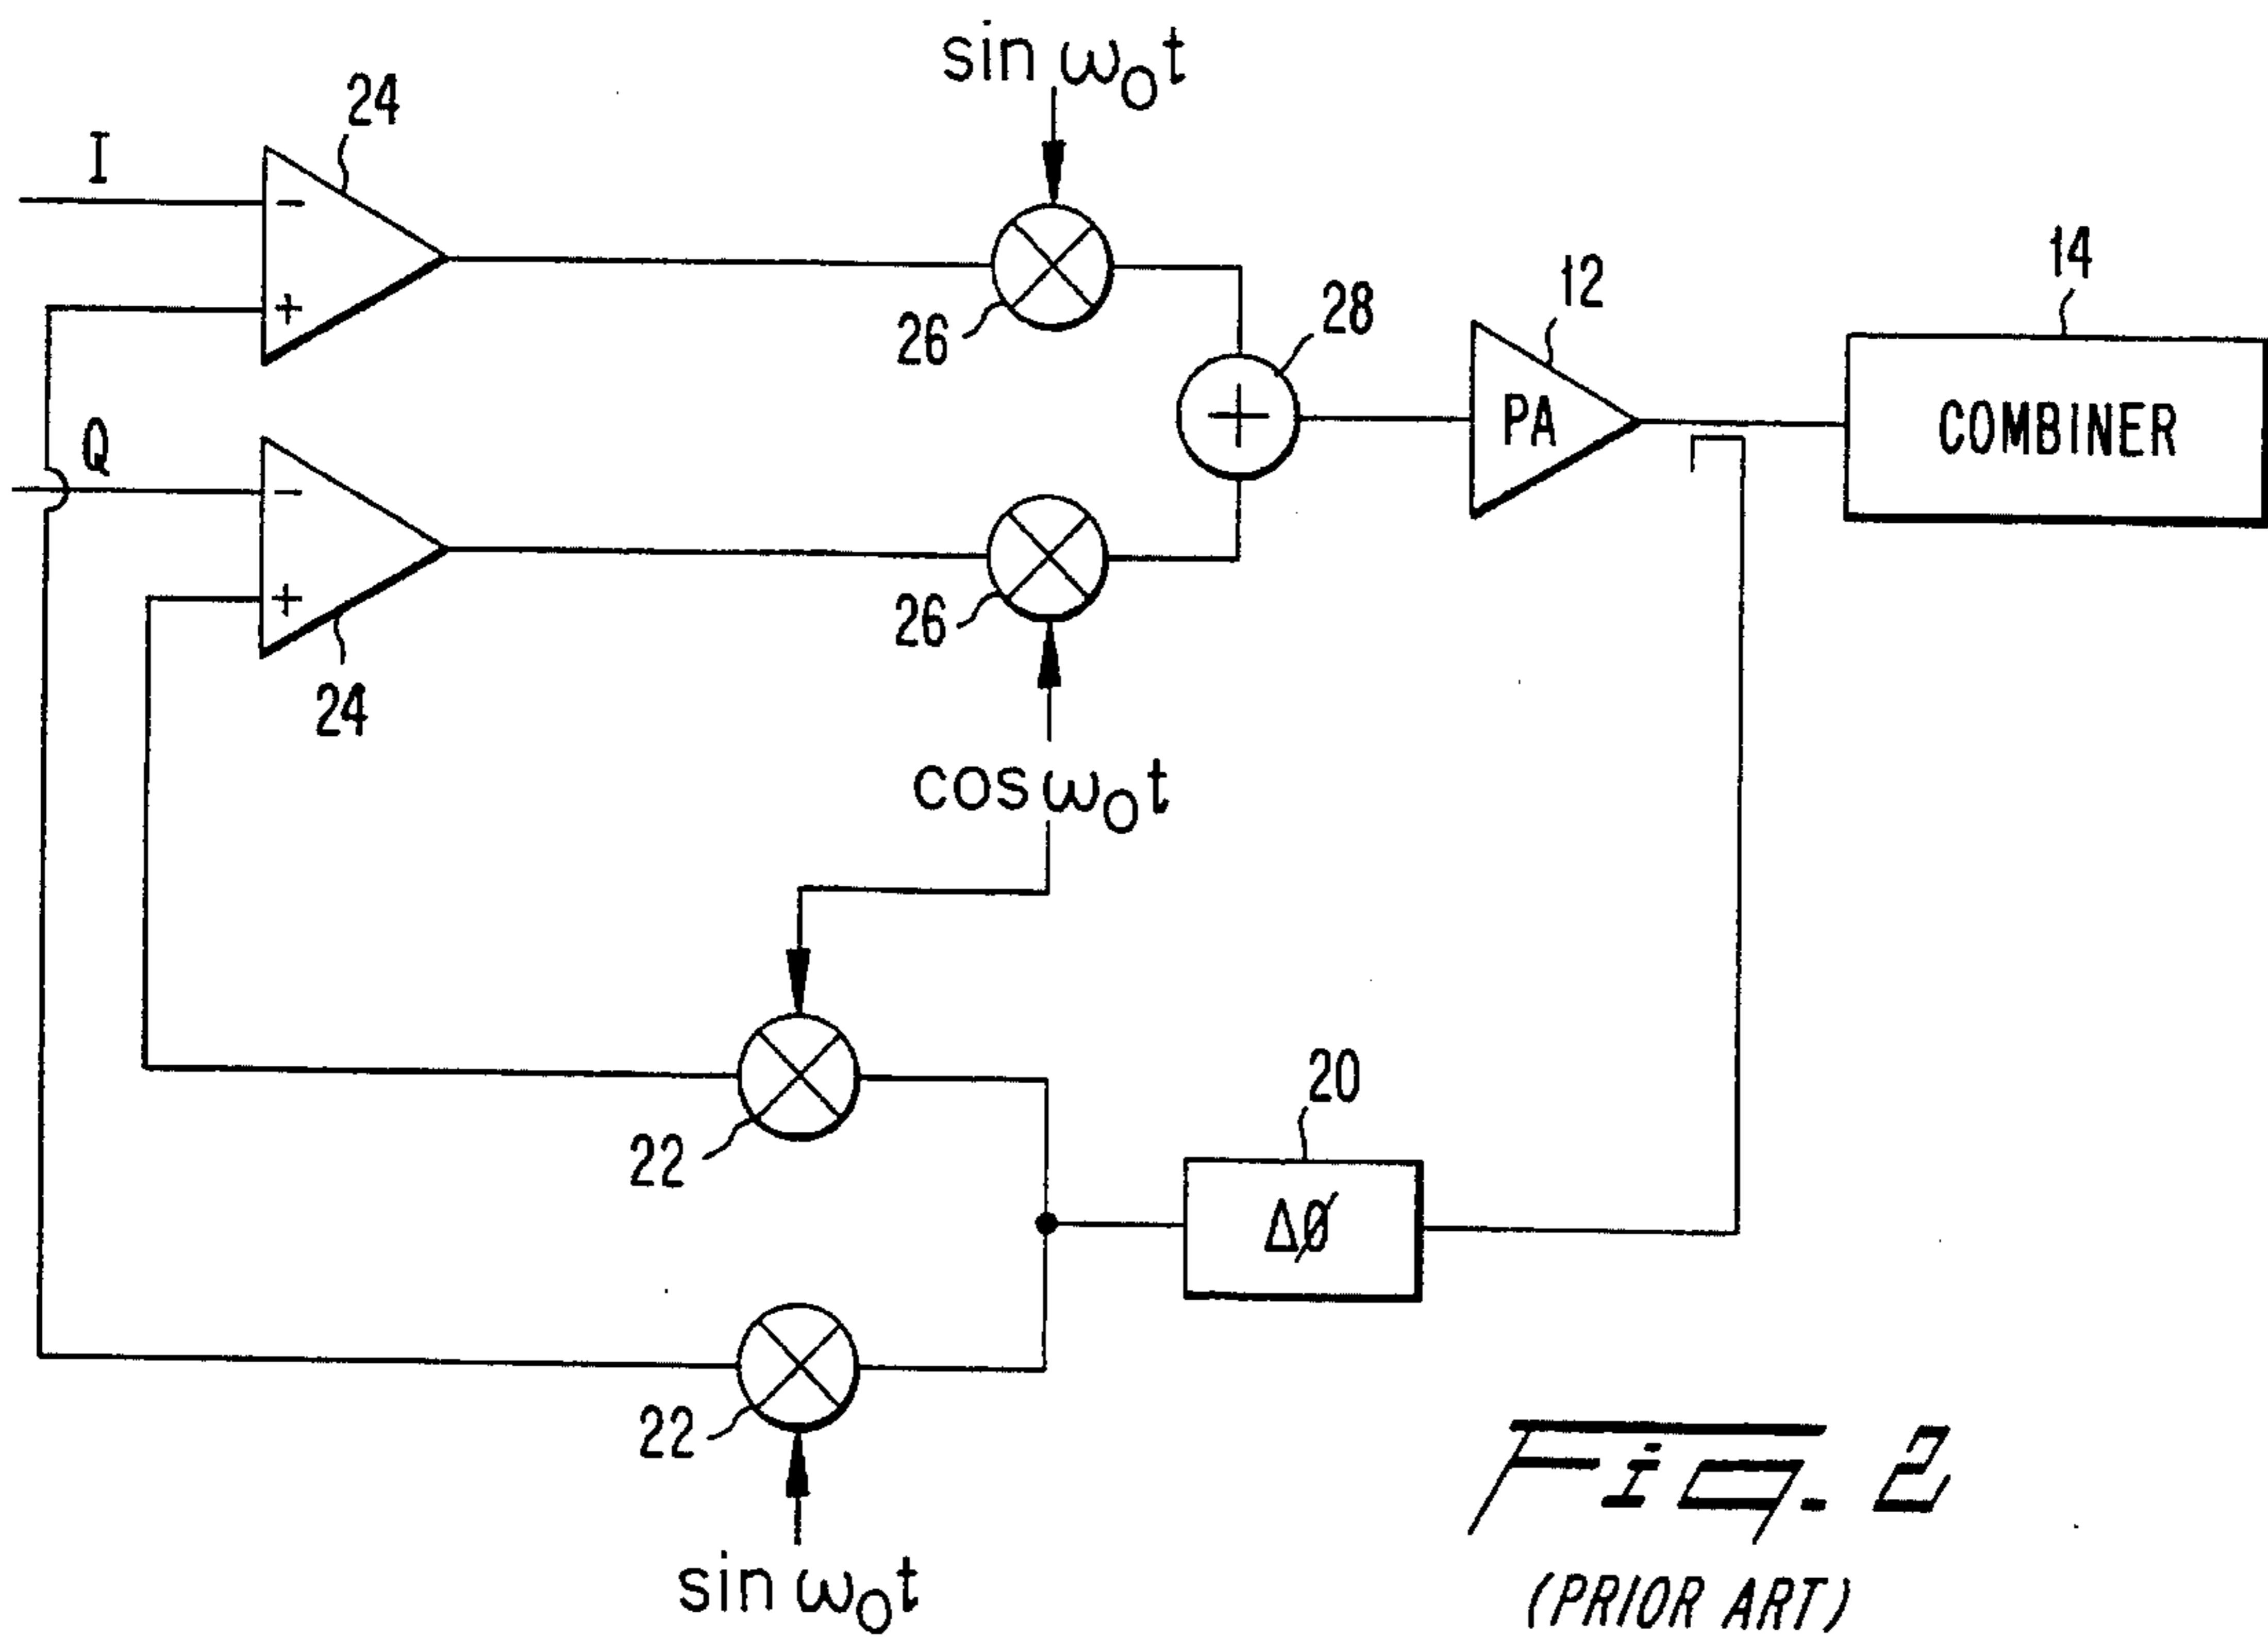 sin ω₀t
24
I
-
+
26
28
12
14
+
PA
COMBINER
Q
-
+
24
26
cos ω₀t
22
20
ΔØ
22
sin ω₀t
Fig. 2
(PRIOR ART)